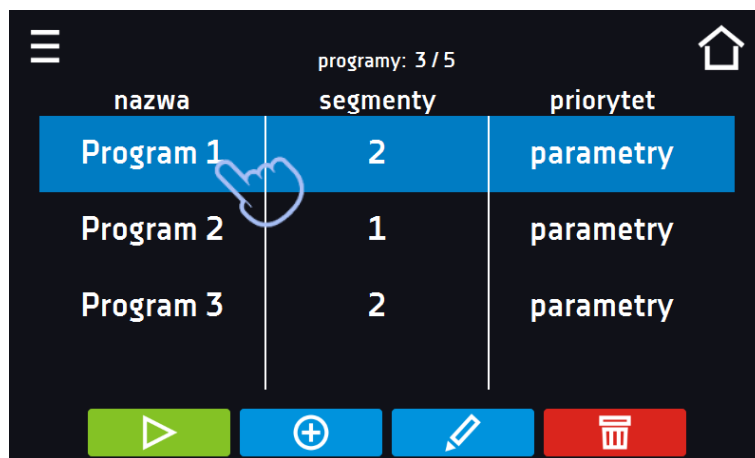 programy: 3 / 5
nazwa segmenty priorytet
Program 1 2 parametry
Program 2 1 parametry
Program 3 2 parametry